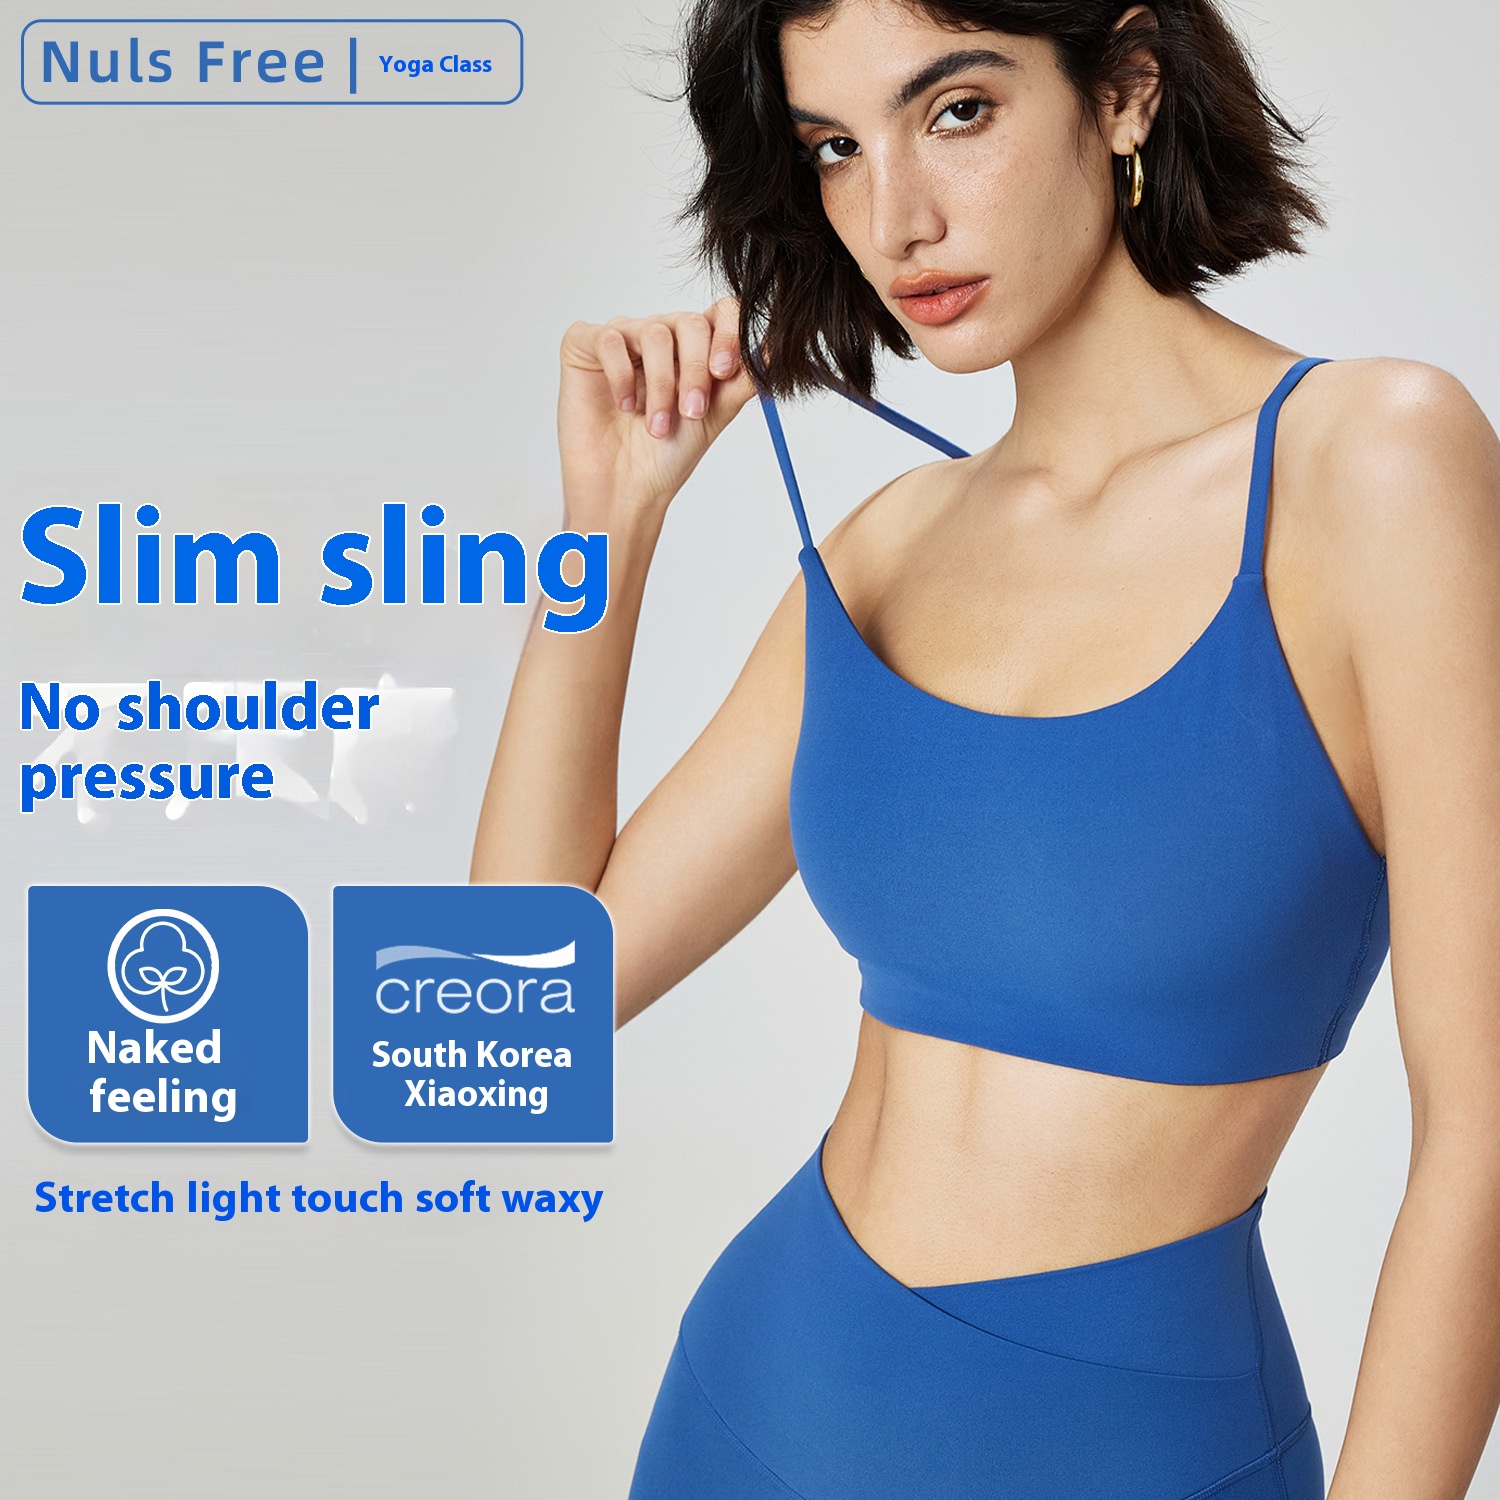 Nuls Free | Yoga Class
Slim sling
No shoulder
pressure
Naked
feeling
creora
South Korea
Xiaoxing
Stretch light touch soft waxy